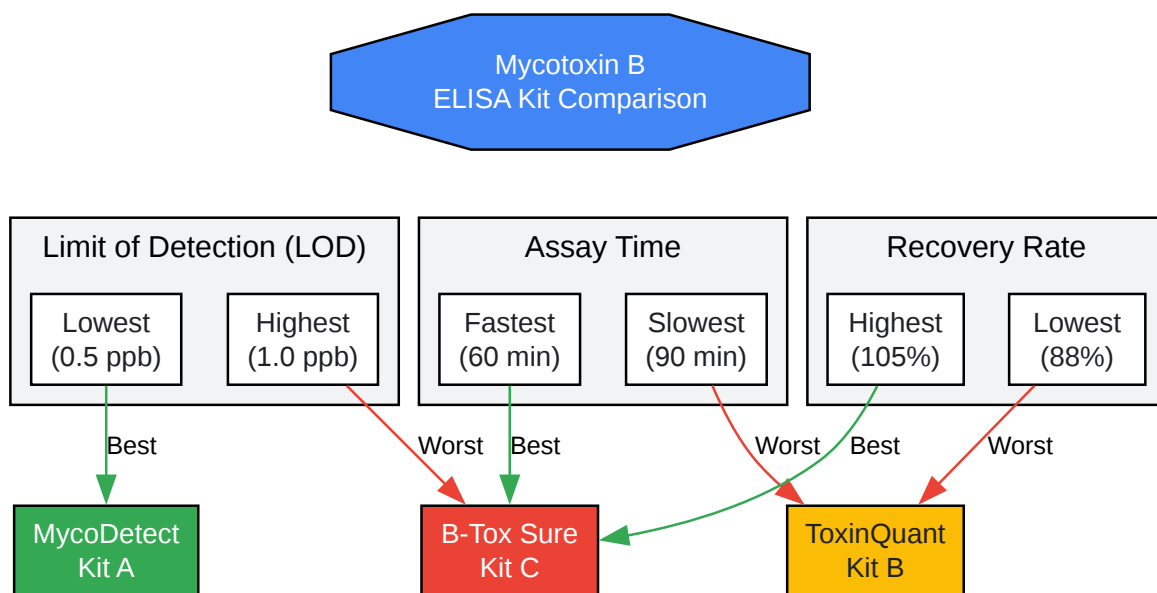 Mycotoxin B
ELISA Kit Comparison
Limit of Detection (LOD)
Assay Time
Recovery Rate
Lowest
(0.5 ppb)
Highest
(1.0 ppb)
Fastest
(60 min)
Slowest
(90 min)
Highest
(105%)
Lowest
(88%)
Best
Worst
Best
Worst
Best
Worst
MycoDetect
Kit A
B-Tox Sure
Kit C
ToxinQuant
Kit B